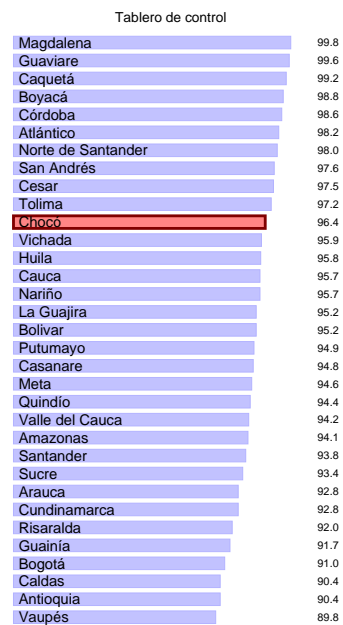 Tablero de control
Magdalena 99.8
Guaviare 99.6
Caquetá 99.2
Boyacá 98.8
Córdoba 98.6
Atlántico 98.2
Norte de Santander 98.0
San Andrés 97.6
Cesar 97.5
Tolima 97.2
Chocó 96.4
Vichada 95.9
Huila 95.8
Cauca 95.7
Nariño 95.7
La Guajira 95.2
Bolivar 95.2
Putumayo 94.9
Casanare 94.8
Meta 94.6
Quindío 94.4
Valle del Cauca 94.2
Amazonas 94.1
Santander 93.8
Sucre 93.4
Arauca 92.8
Cundinamarca 92.8
Risaralda 92.0
Guainía 91.7
Bogotá 91.0
Caldas 90.4
Antioquia 90.4
Vaupés 89.8